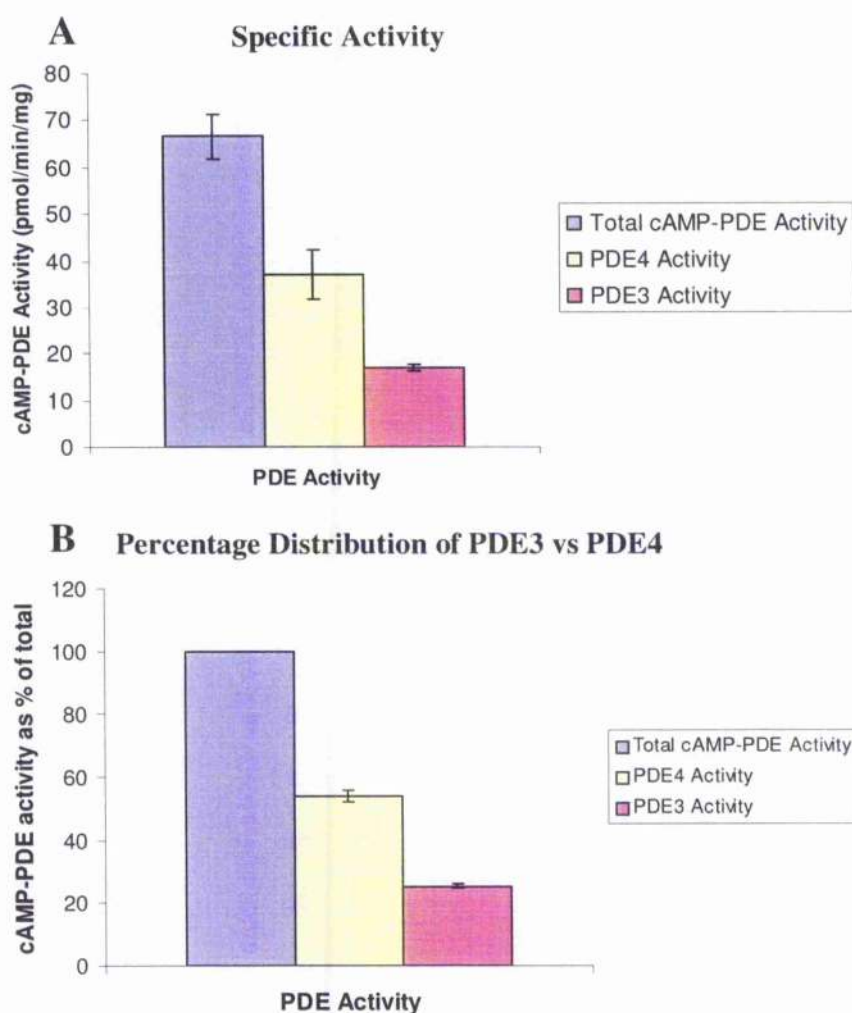 A
Specific Activity
cAMP-PDE Activity (pmol/min/mg)
80
70
60
50
40
30
20
10
0
PDE Activity
Total cAMP-PDE Activity
PDE4 Activity
PDE3 Activity
B
Percentage Distribution of PDE3 vs PDE4
cAMP-PDE activity as % of total
120
100
80
60
40
20
0
PDE Activity
Total cAMP-PDE Activity
PDE4 Activity
PDE3 Activity